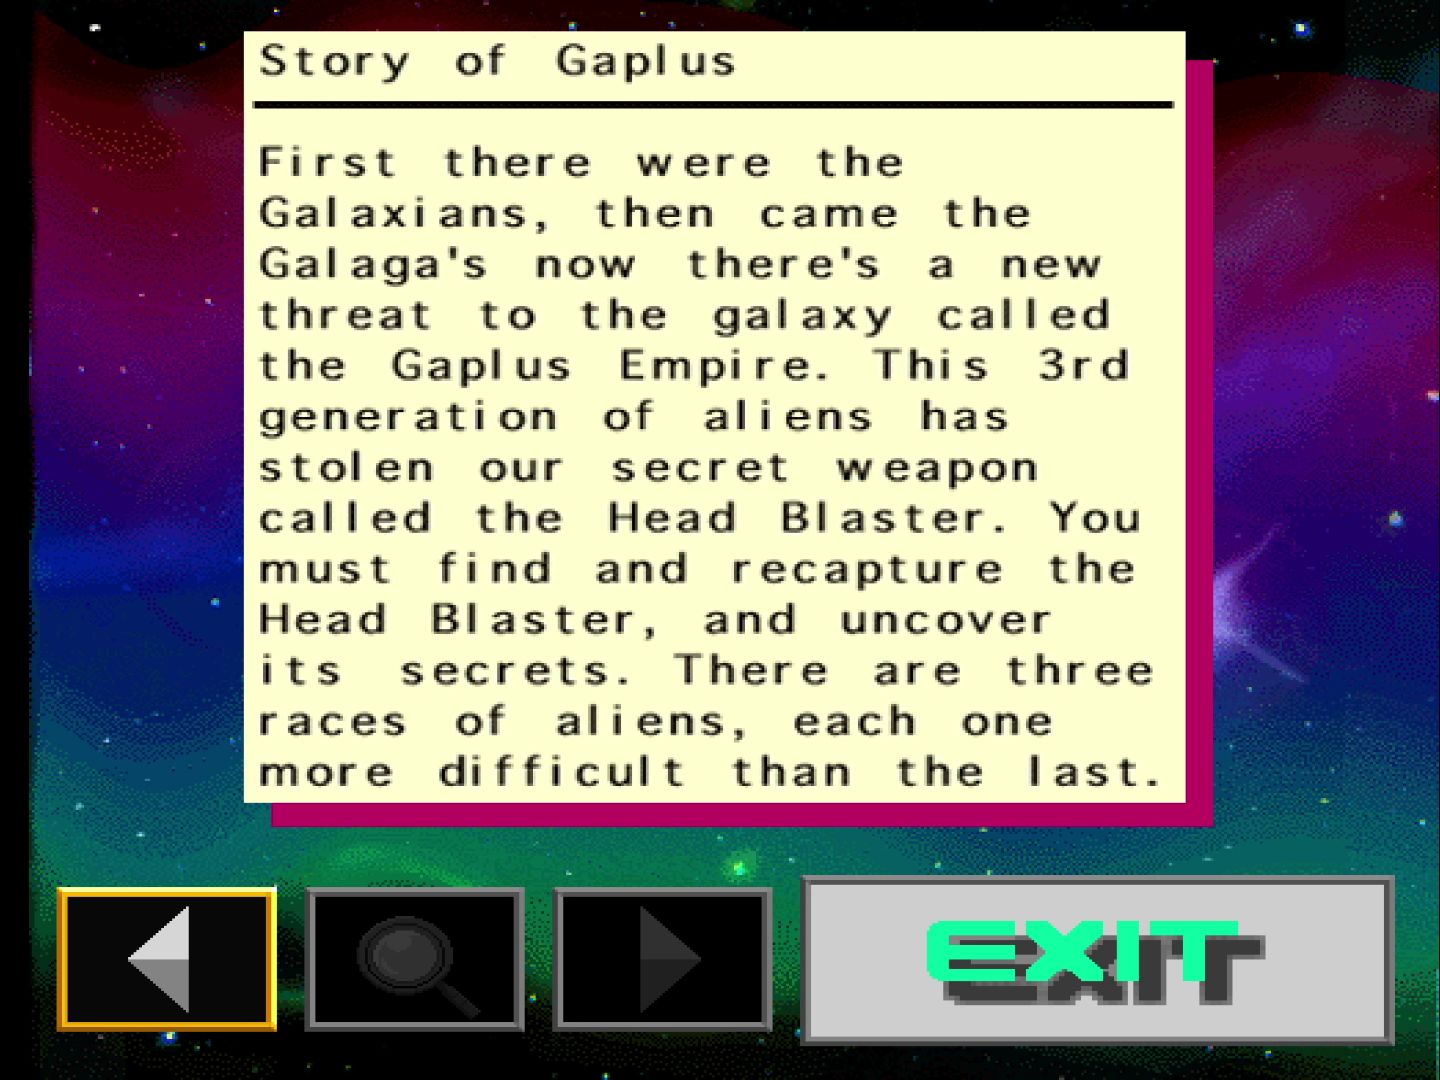 Story of Gaplus
First there were the
Galaxians, then came the
Galaga's now there's a new
threat to the galaxy called
the Gaplus Empire. This 3rd
generation of aliens has
stolen our secret weapon
called the Head Blaster. You
must find and recapture the
Head Blaster, and uncover
its secrets. There are three
races of aliens, each one
more difficult than the last.
EXIT